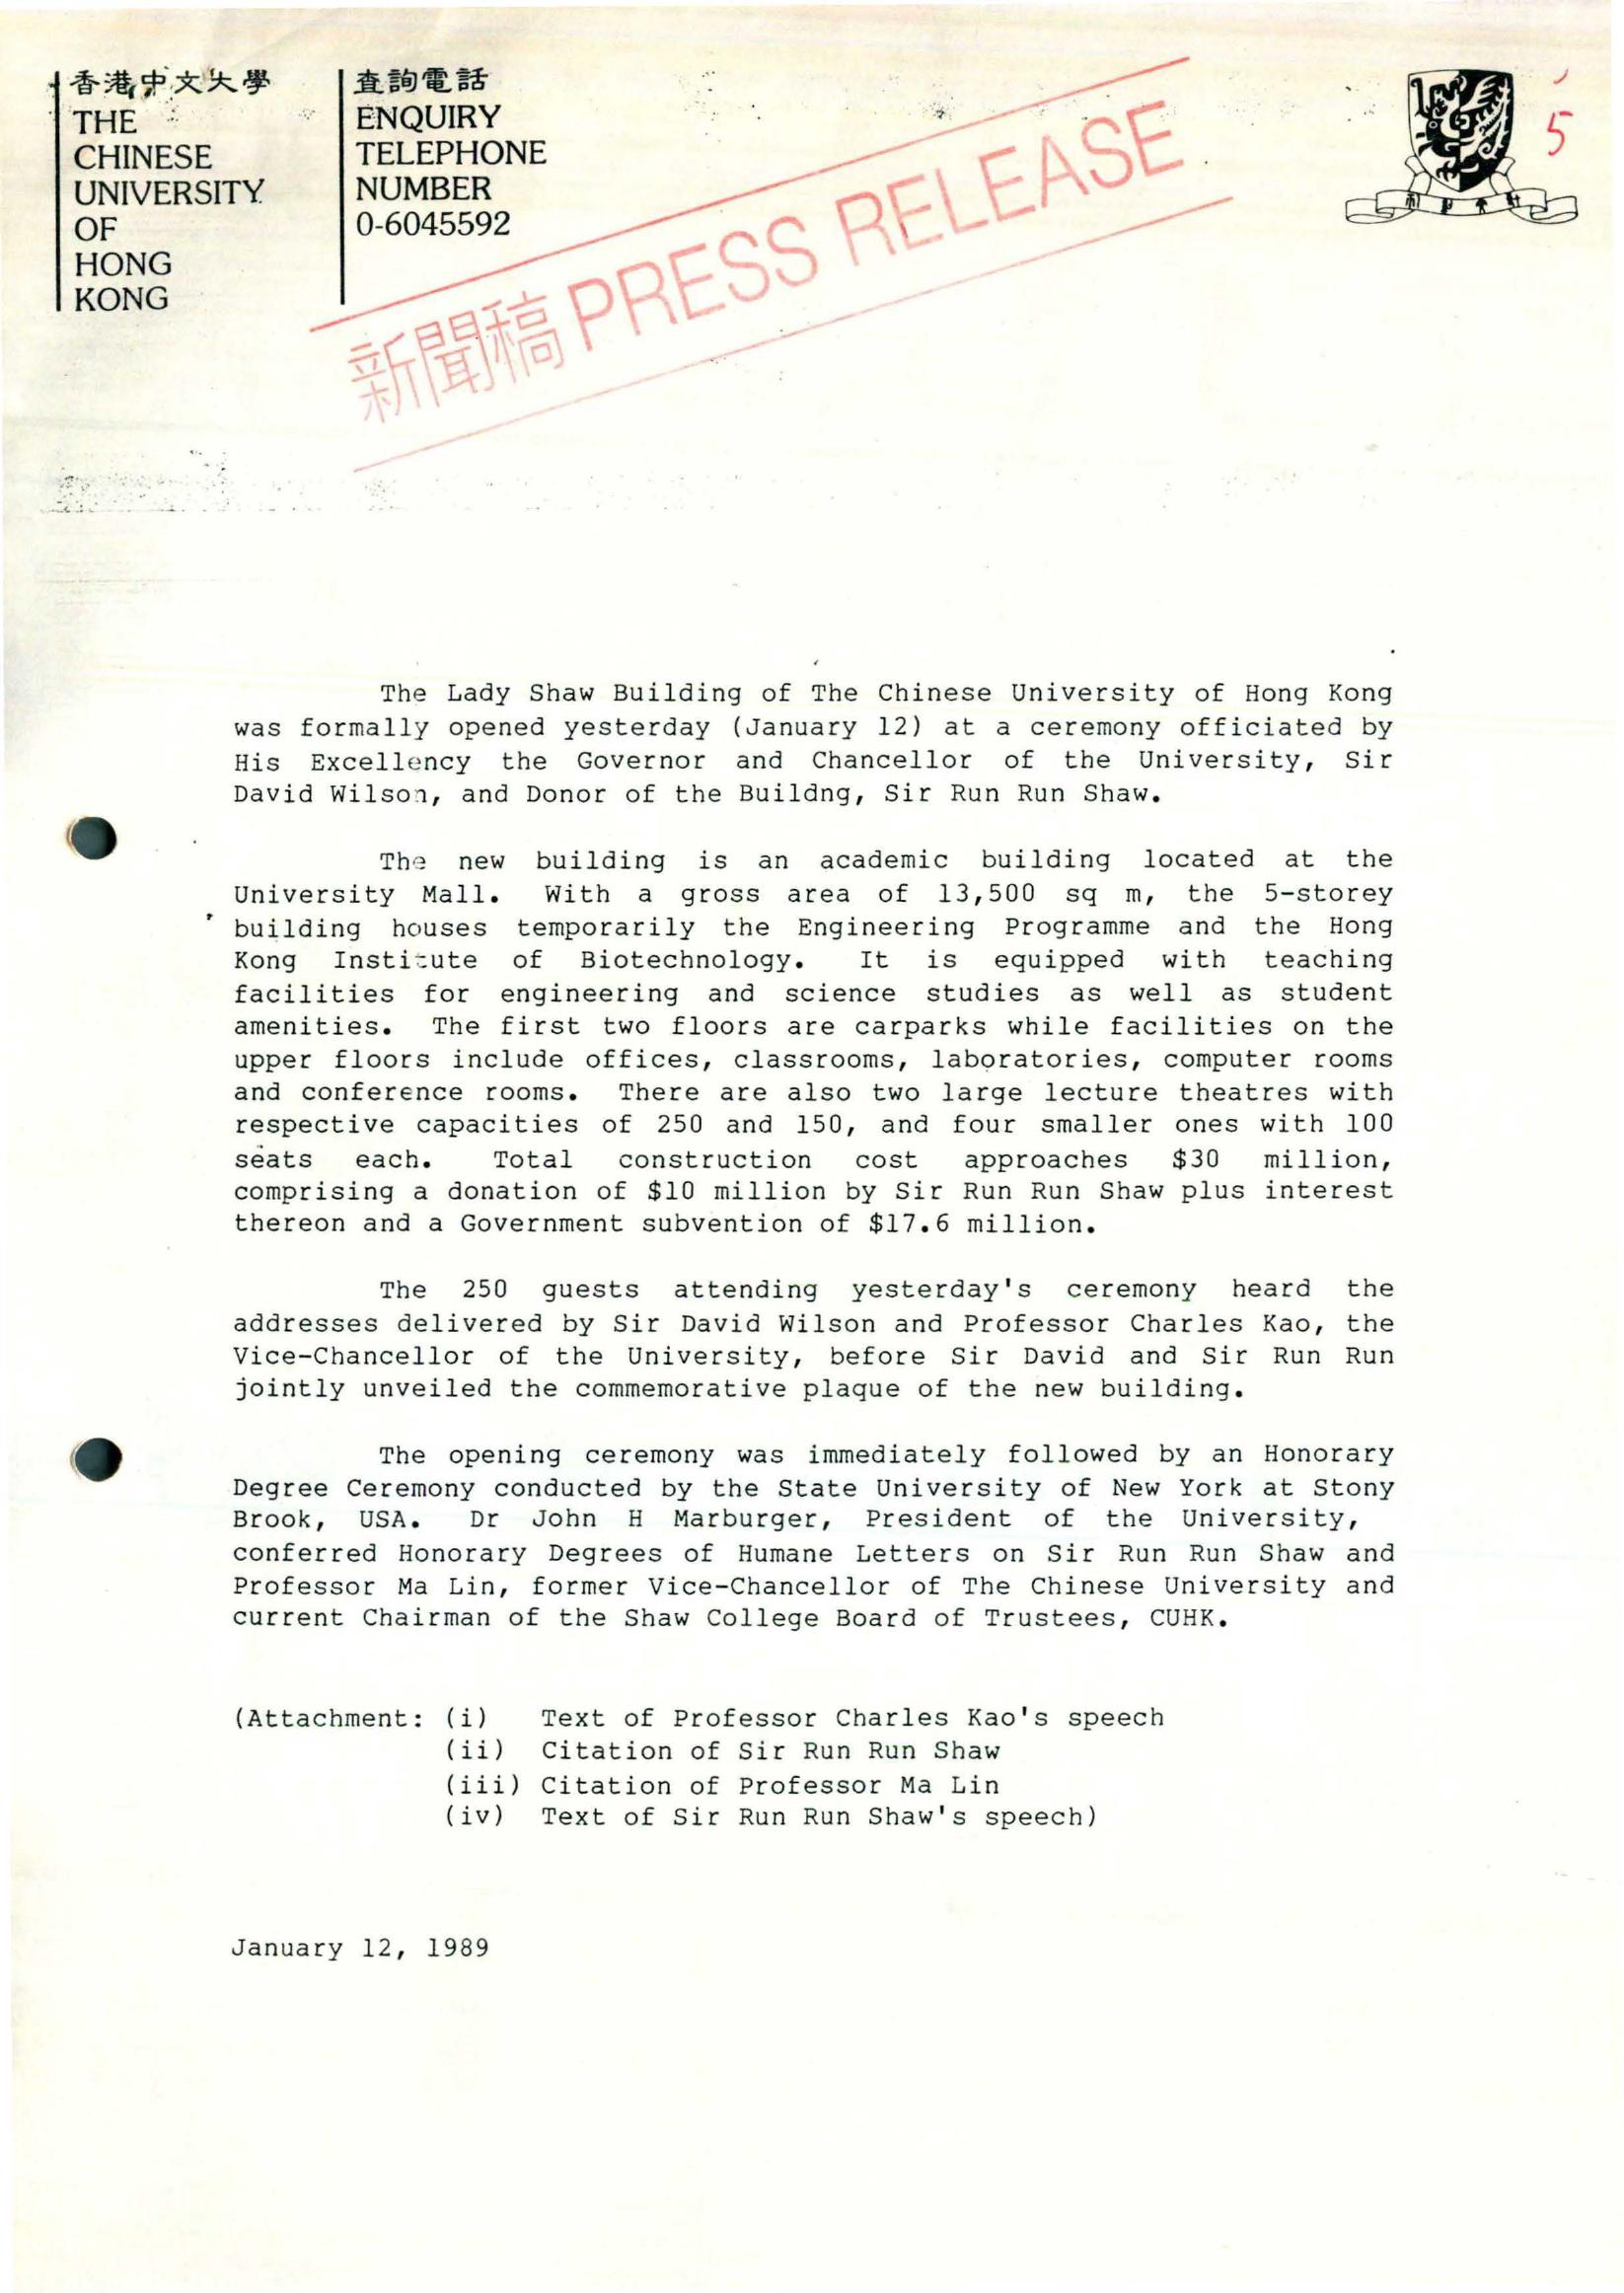 香港中文大學
THE
CHINESE
UNIVERSITY
OF
HONG
KONG
查詢電話
ENQUIRY
TELEPHONE
NUMBER
0-6045592
新聞稿 PRESS RELEASE
5
The Lady Shaw Building of The Chinese University of Hong Kong
was formally opened yesterday (January 12) at a ceremony officiated by
His Excellency the Governor and Chancellor of the University, Sir
David Wilson, and Donor of the Buildng, Sir Run Run Shaw.
The new building is an academic building located at the
University Mall. With a gross area of 13,500 sq m, the 5-storey
building houses temporarily the Engineering Programme and the Hong
Kong Institute of Biotechnology. It is equipped with teaching
facilities for engineering and science studies as well as student
amenities. The first two floors are carparks while facilities on the
upper floors include offices, classrooms, laboratories, computer rooms
and conference rooms. There are also two large lecture theatres with
respective capacities of 250 and 150, and four smaller ones with 100
seats each. Total construction cost approaches $30 million,
comprising a donation of $10 million by Sir Run Run Shaw plus interest
thereon and a Government subvention of $17.6 million.
The 250 guests attending yesterday's ceremony heard the
addresses delivered by Sir David Wilson and Professor Charles Kao, the
Vice-Chancellor of the University, before Sir David and Sir Run Run
jointly unveiled the commemorative plaque of the new building.
The opening ceremony was immediately followed by an Honorary
Degree Ceremony conducted by the State University of New York at Stony
Brook, USA. Dr John H Marburger, President of the University,
conferred Honorary Degrees of Humane Letters on Sir Run Run Shaw and
Professor Ma Lin, former Vice-Chancellor of The Chinese University and
current Chairman of the Shaw College Board of Trustees, CUHK.
(Attachment: (i) Text of Professor Charles Kao's speech
(ii) Citation of Sir Run Run Shaw
(iii) Citation of Professor Ma Lin
(iv) Text of Sir Run Run Shaw's speech)
January 12, 1989